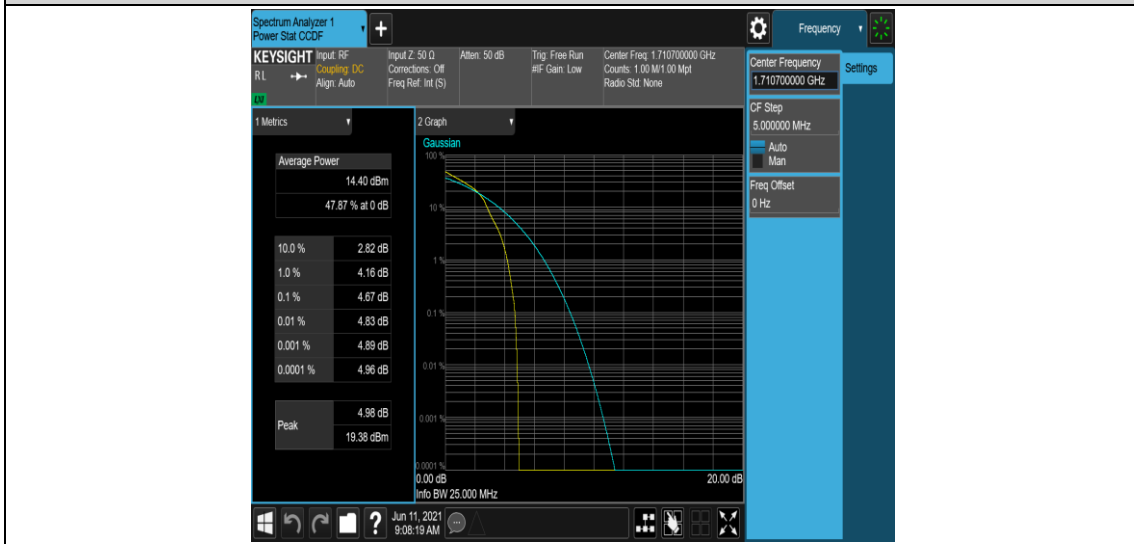 Spectrum Analyzer 1
Power Stat CCDF
+
Frequency
KEYSIGHT
RL
LXI
Input: RF
Coupling: DC
Align: Auto
Input Z: 50 Ω
Corrections: Off
Freq Ref: Int (S)
Atten: 50 dB
Trig: Free Run
#IF Gain: Low
Center Freq: 1.710700000 GHz
Counts: 1.00 M/1.00 Mpt
Radio Std: None
Center Frequency
1.710700000 GHz
Settings
CF Step
5.000000 MHz
Auto
Man
Freq Offset
0 Hz
1 Metrics
Average Power
14.40 dBm
47.87 % at 0 dB
10.0 % 2.82 dB
1.0 % 4.16 dB
0.1 % 4.67 dB
0.01 % 4.83 dB
0.001 % 4.89 dB
0.0001 % 4.96 dB
Peak
4.98 dB
19.38 dBm
2 Graph
Gaussian
100 %
10 %
1 %
0.1 %
0.01 %
0.001 %
0.0001 %
0.00 dB 20.00 dB
Info BW 25.000 MHz
?
Jun 11, 2021
9:08:19 AM